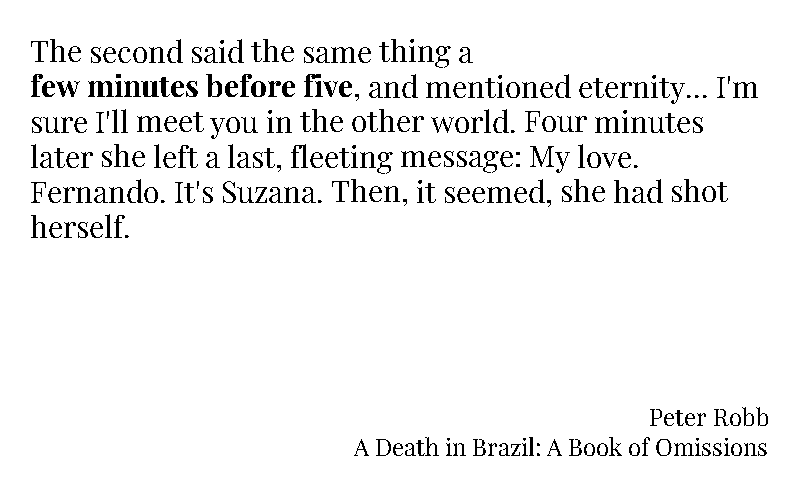 The second said the same thing a
few minutes before five, and mentioned eternity... I'm
sure I'll meet you in the other world. Four minutes
later she left a last, fleeting message: My love.
Fernando. It's Suzana. Then, it seemed, she had shot
herself.
Peter Robb
A Death in Brazil: A Book of Omissions